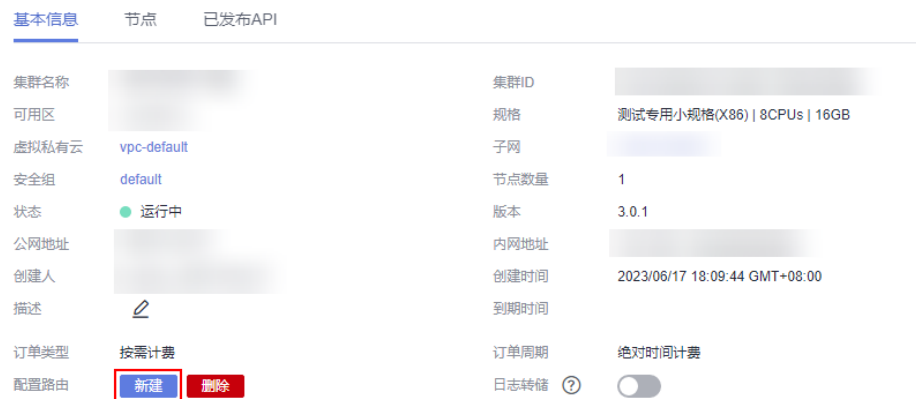 基本信息 节点 已发布API
集群名称 集群ID
可用区 规格 测试专用小规格(X86) | 8CPUs | 16GB
虚拟私有云 vpc-default 子网
安全组 default 节点数量 1
状态 运行中 版本 3.0.1
公网地址 内网地址
创建人 创建时间 2023/06/17 18:09:44 GMT+08:00
描述 到期时间
订单类型 按需计费 订单周期 绝对时间计费
配置路由 新建 删除 日志转储 ?